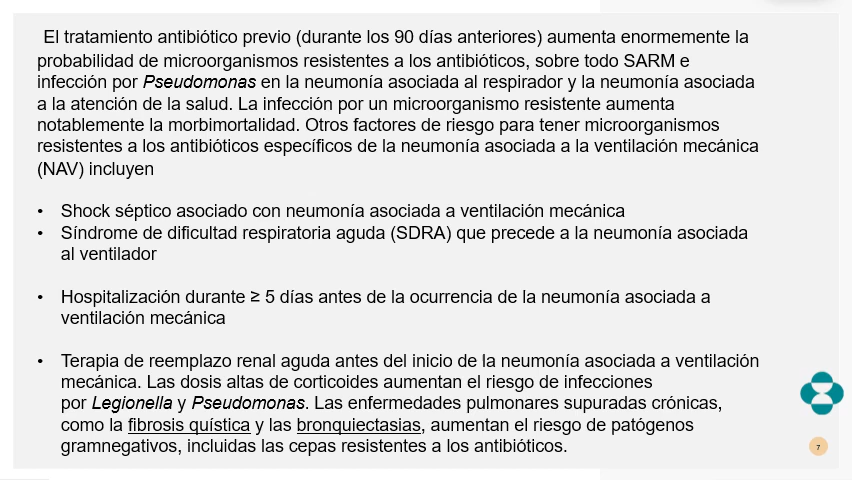 El tratamiento antibiótico previo (durante los 90 días anteriores) aumenta enormemente la
probabilidad de microorganismos resistentes a los antibióticos, sobre todo SARM e
infección por Pseudomonas en la neumonía asociada al respirador y la neumonía asociada
a la atención de la salud. La infección por un microorganismo resistente aumenta
notablemente la morbimortalidad. Otros factores de riesgo para tener microorganismos
resistentes a los antibióticos específicos de la neumonía asociada a la ventilación mecánica
(NAV) incluyen
• Shock séptico asociado con neumonía asociada a ventilación mecánica
• Síndrome de dificultad respiratoria aguda (SDRA) que precede a la neumonía asociada
al ventilador
• Hospitalización durante ≥ 5 días antes de la ocurrencia de la neumonía asociada a
ventilación mecánica
• Terapia de reemplazo renal aguda antes del inicio de la neumonía asociada a ventilación
mecánica. Las dosis altas de corticoides aumentan el riesgo de infecciones
por Legionella y Pseudomonas. Las enfermedades pulmonares supuradas crónicas,
como la fibrosis quística y las bronquiectasias, aumentan el riesgo de patógenos
gramnegativos, incluidas las cepas resistentes a los antibióticos.
7